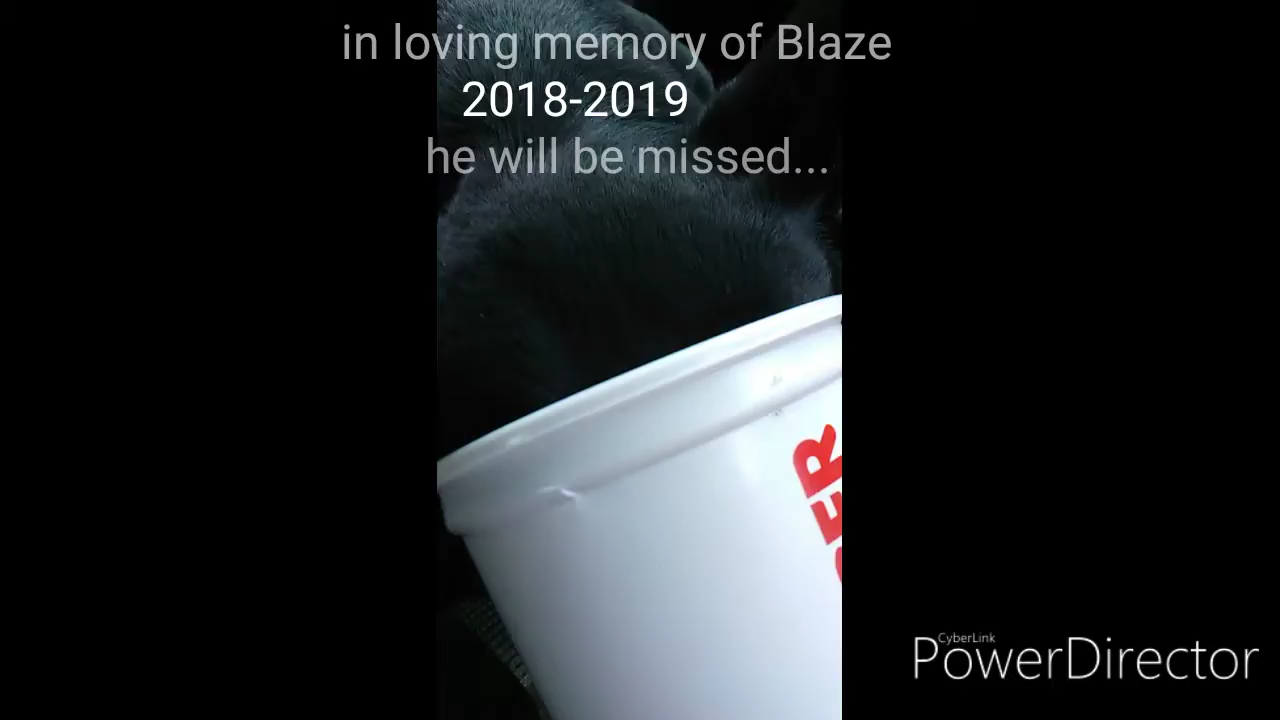 in loving memory of Blaze
2018-2019
he will be missed...
CyberLink
PowerDirector